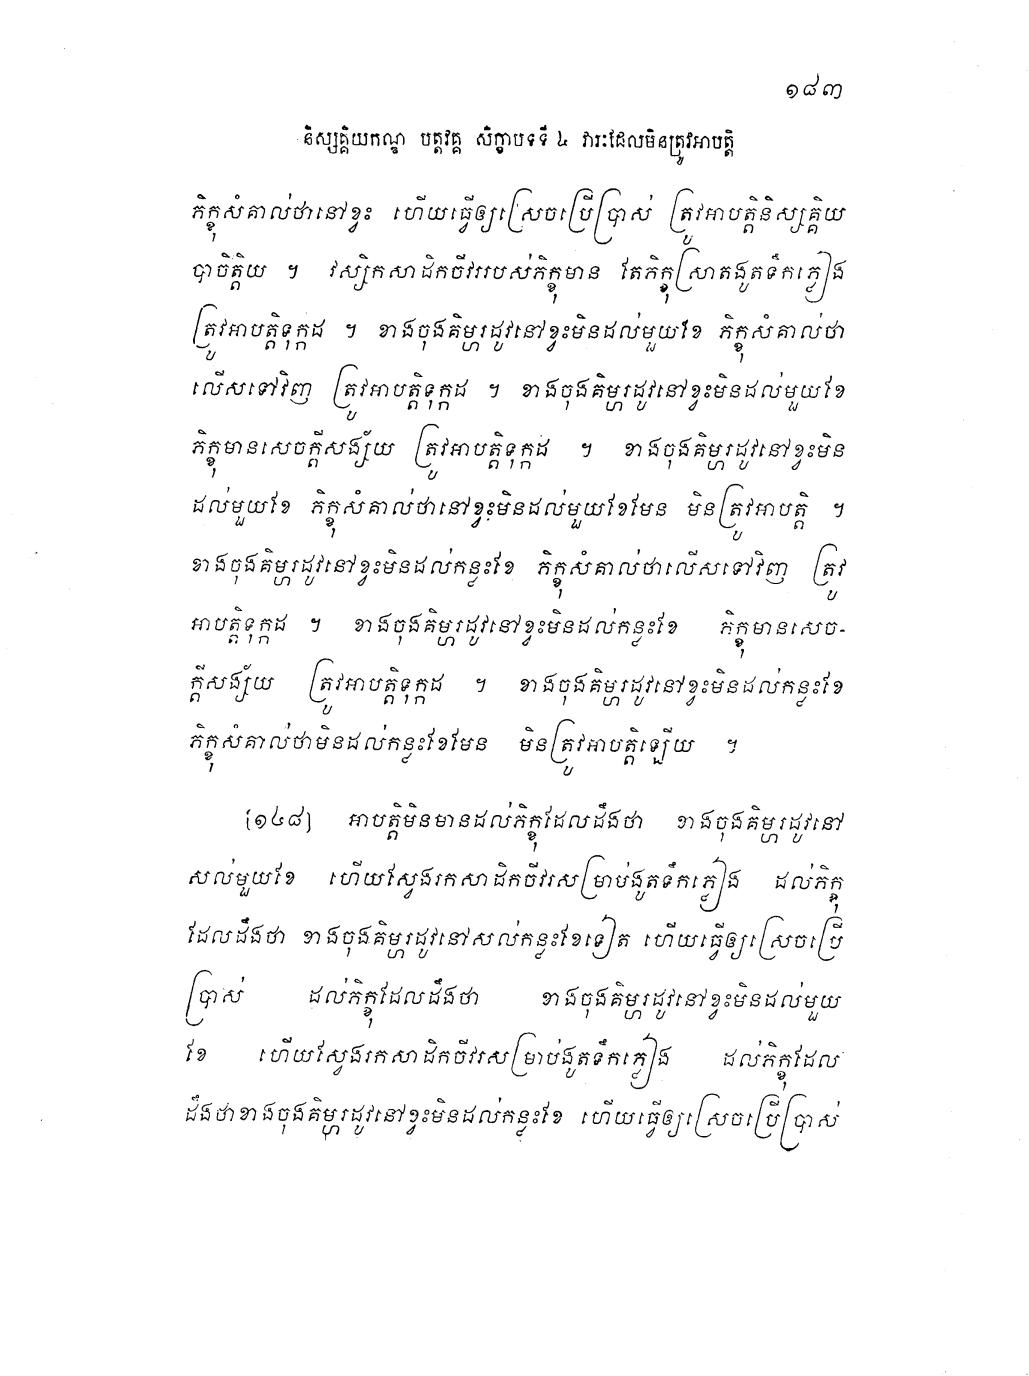 ១៨៣
និស្សគ្គិយកណ្ឌ បត្តវគ្គ សិក្ខាបទទី ៤ វារៈដែលមិនត្រូវអាបត្តិ
ភិក្ខុសំគាល់ថានៅខ្វះ ហើយធ្វើឲ្យស្រេចប្រើប្រាស់ ត្រូវអាបត្តិនិស្សគ្គិយ
បាចិត្តិយ ។ វស្សិកសាដិកចីវររបស់ភិក្ខុមាន តែភិក្ខុស្រាតងូតទឹកភ្លៀង
ត្រូវអាបត្តិទុក្កដ ។ ខាងចុងគិម្ហរដូវនៅខ្វះមិនដល់មួយខែ ភិក្ខុសំគាល់ថា
លើសទៅវិញ ត្រូវអាបត្តិទុក្កដ ។ ខាងចុងគិម្ហរដូវនៅខ្វះមិនដល់មួយខែ
ភិក្ខុមានសេចក្តីសង្ស័យ ត្រូវអាបត្តិទុក្កដ ។ ខាងចុងគិម្ហរដូវនៅខ្វះមិន
ដល់មួយខែ ភិក្ខុសំគាល់ថានៅខ្វះមិនដល់មួយខែមែន មិនត្រូវអាបត្តិ ។
ខាងចុងគិម្ហរដូវនៅខ្វះមិនដល់កន្លះខែ ភិក្ខុសំគាល់ថាលើសទៅវិញ ត្រូវ
អាបត្តិទុក្កដ ។ ខាងចុងគិម្ហរដូវនៅខ្វះមិនដល់កន្លះខែ ភិក្ខុមានសេច-
ក្តីសង្ស័យ ត្រូវអាបត្តិទុក្កដ ។ ខាងចុងគិម្ហរដូវនៅខ្វះមិនដល់កន្លះខែ
ភិក្ខុសំគាល់ថាមិនដល់កន្លះខែមែន មិនត្រូវអាបត្តិឡើយ ។
[១៤៨] អាបត្តិមិនមានដល់ភិក្ខុដែលដឹងថា ខាងចុងគិម្ហរដូវនៅ
សល់មួយខែ ហើយស្វែងរកសាដិកចីវរសម្រាប់ងូតទឹកភ្លៀង ដល់ភិក្ខុ
ដែលដឹងថា ខាងចុងគិម្ហរដូវនៅសល់កន្លះខែទៀត ហើយធ្វើឲ្យស្រេចប្រើ
ប្រាស់ ដល់ភិក្ខុដែលដឹងថា ខាងចុងគិម្ហរដូវនៅខ្វះមិនដល់មួយ
ខែ ហើយស្វែងរកសាដិកចីវរសម្រាប់ងូតទឹកភ្លៀង ដល់ភិក្ខុដែល
ដឹងថាខាងចុងគិម្ហរដូវនៅខ្វះមិនដល់កន្លះខែ ហើយធ្វើឲ្យស្រេចប្រើប្រាស់